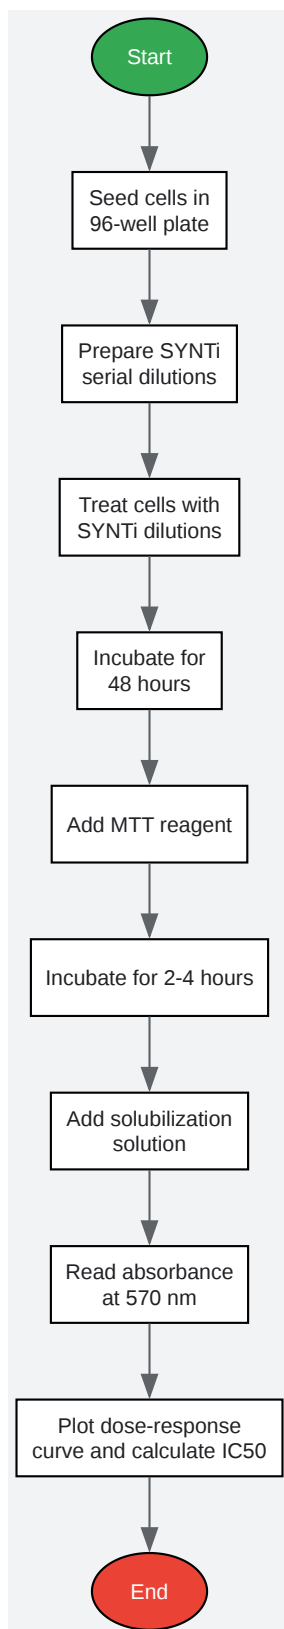 Start
Seed cells in
96-well plate
Prepare SYNTi
serial dilutions
Treat cells with
SYNTi dilutions
Incubate for
48 hours
Add MTT reagent
Incubate for 2-4 hours
Add solubilization
solution
Read absorbance
at 570 nm
Plot dose-response
curve and calculate IC50
End